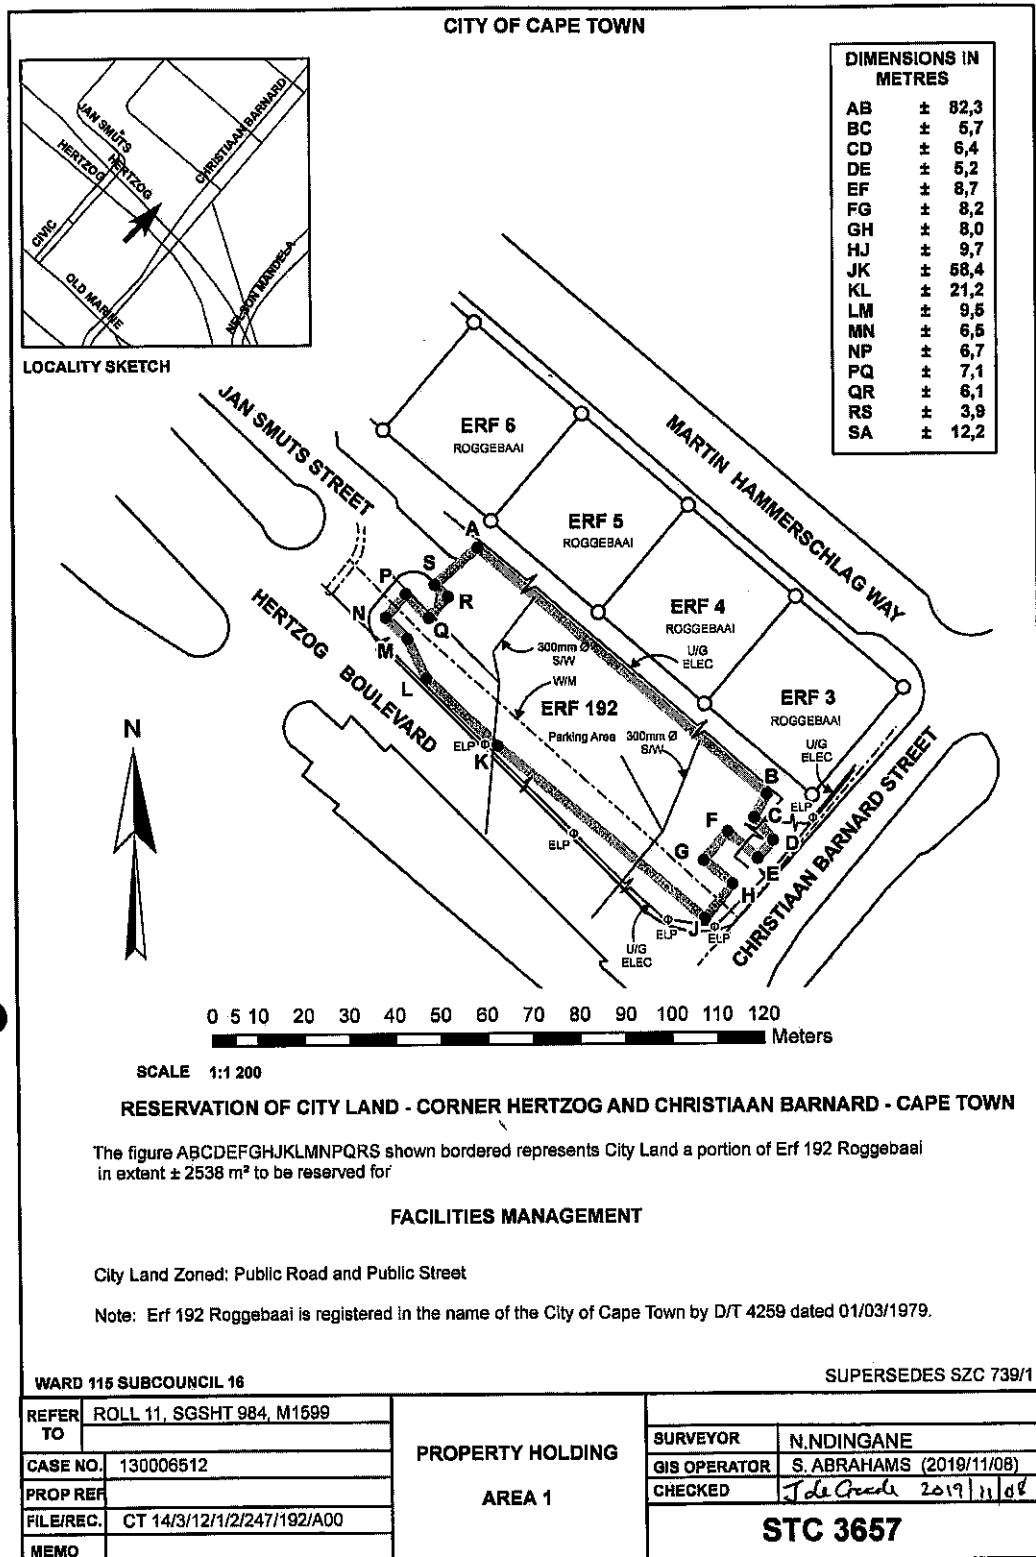 CITY OF CAPE TOWN
DIMENSIONS IN
METRES
AB ± 82,3
BC ± 5,7
CD ± 6,4
DE ± 5,2
EF ± 8,7
FG ± 8,2
GH ± 8,0
HJ ± 9,7
JK ± 58,4
KL ± 21,2
LM ± 9,5
MN ± 6,5
NP ± 6,7
PQ ± 7,1
QR ± 6,1
RS ± 3,9
SA ± 12,2
JAN SMUTS
HERTZOG
HERTZOG
CHRISTIAAN BARNARD
CIVIC
OLD MARINE
NELSON MANDELA
LOCALITY SKETCH
JAN SMUTS STREET
MARTIN HAMMERSCHLAG WAY
HERTZOG BOULEVARD
CHRISTIAAN BARNARD STREET
ERF 6
ROGGEBAAI
ERF 5
ROGGEBAAI
ERF 4
ROGGEBAAI
U/G
ELEC
ERF 3
ROGGEBAAI
U/G
ELEC
A
S
P
R
N
Q
M
L
300mm Ø
S/W
W/M
ERF 192
Parking Area
300mm Ø
S/W
ELP
K
B
ELP
C
F
D
G
E
H
ELP
J
ELP
ELP
U/G
ELEC
N
0 5 10 20 30 40 50 60 70 80 90 100 110 120
Meters
SCALE 1:1 200
RESERVATION OF CITY LAND - CORNER HERTZOG AND CHRISTIAAN BARNARD - CAPE TOWN
The figure ABCDEFGHJKLMNPQRS shown bordered represents City Land a portion of Erf 192 Roggebaai
in extent ± 2538 m² to be reserved for
FACILITIES MANAGEMENT
City Land Zoned: Public Road and Public Street
Note: Erf 192 Roggebaai is registered in the name of the City of Cape Town by D/T 4259 dated 01/03/1979.
WARD 115 SUBCOUNCIL 16
SUPERSEDES SZC 739/1
REFER TO ROLL 11, SGSHT 984, M1599
CASE NO. 130006512
PROP REF
FILE/REC. CT 14/3/12/1/2/247/192/A00
MEMO
PROPERTY HOLDING
AREA 1
SURVEYOR N.NDINGANE
GIS OPERATOR S. ABRAHAMS (2019/11/08)
CHECKED 2019/11/08
STC 3657